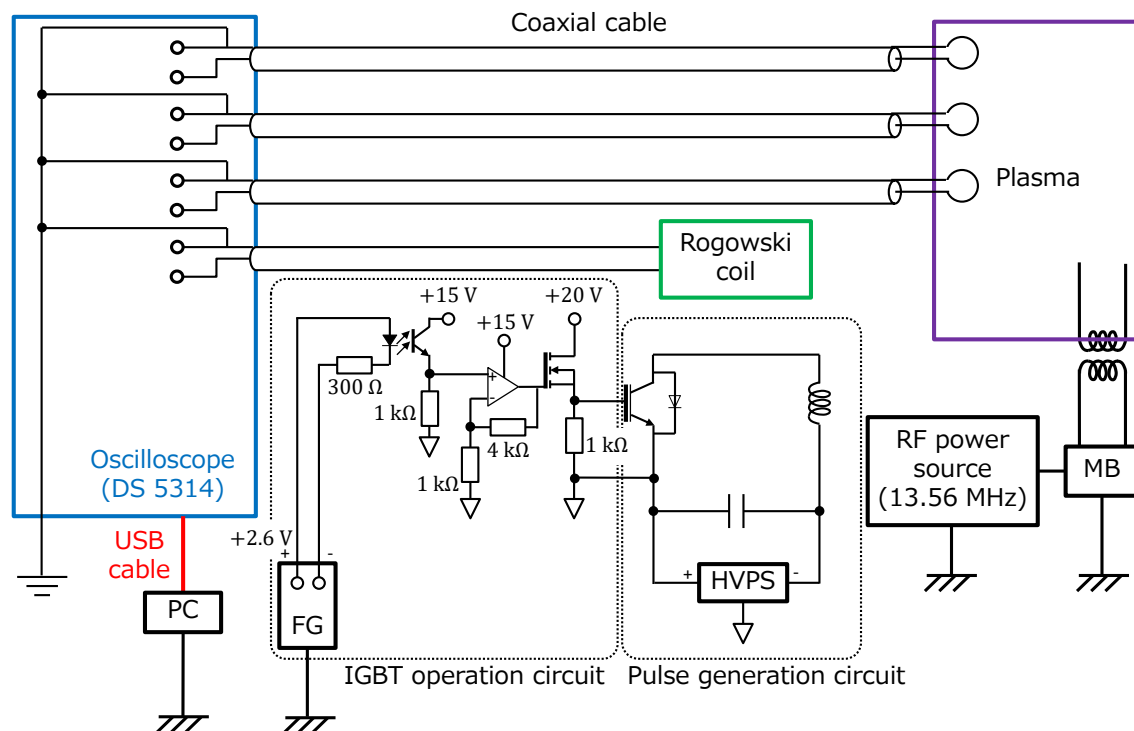 Coaxial cable
Plasma
Rogowski
coil
+15 V
+20 V
+15 V
300 Ω
+
-
1 kΩ
4 kΩ
1 kΩ
1 kΩ
Oscilloscope
(DS 5314)
RF power
source
(13.56 MHz)
MB
USB
cable
+2.6 V
+
-
PC
FG
+
HVPS
-
IGBT operation circuit
Pulse generation circuit